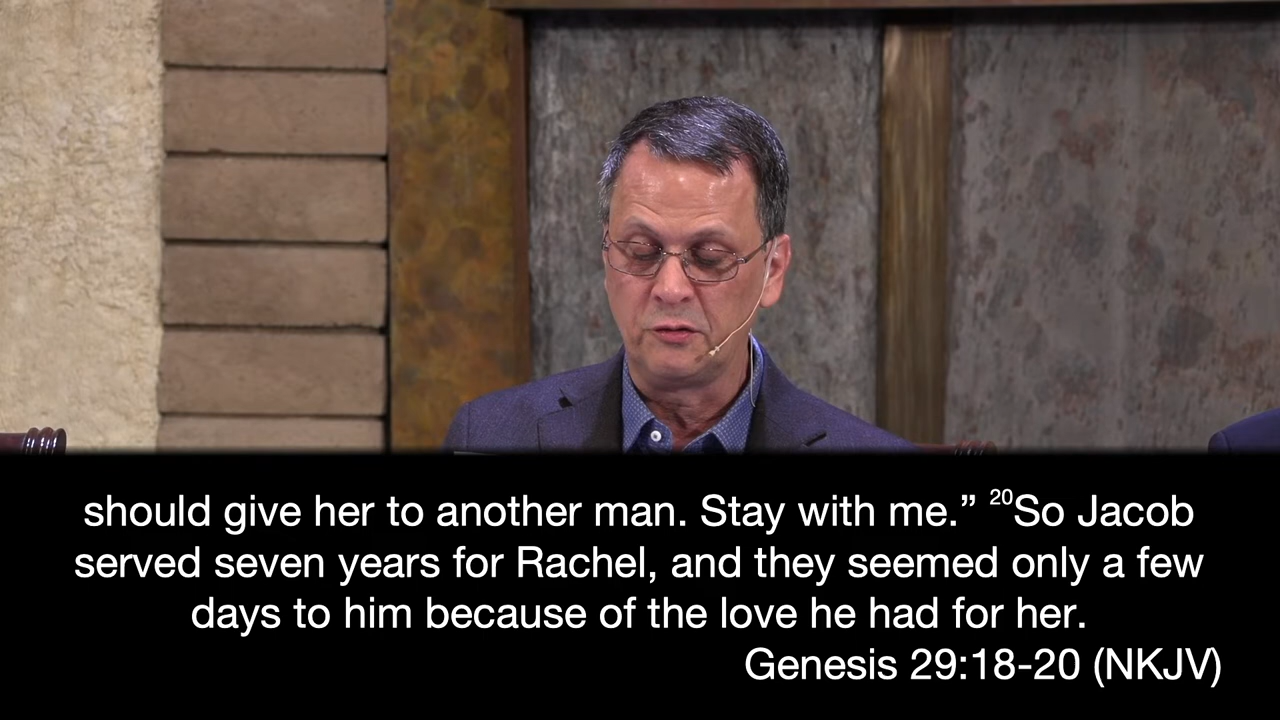 should give her to another man. Stay with me.” ²⁰So Jacob
served seven years for Rachel, and they seemed only a few
days to him because of the love he had for her.
Genesis 29:18-20 (NKJV)